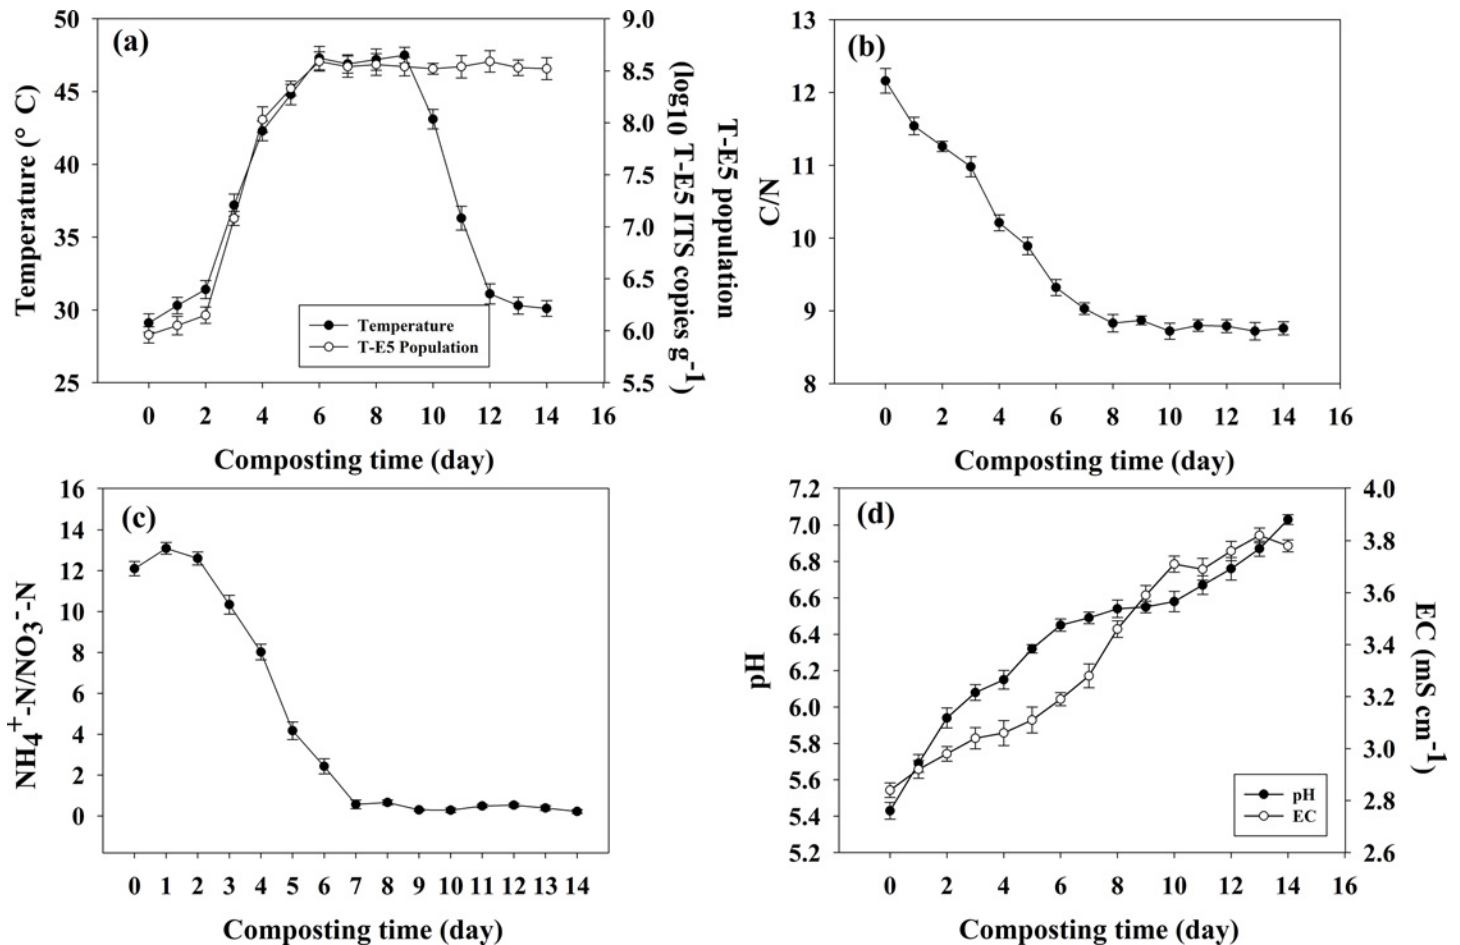 (a)
50
45
40
35
30
25
Temperature (° C)
9.0
8.5
8.0
7.5
7.0
6.5
6.0
5.5
T-E5 population
(log10 T-E5 ITS copies g-1)
Temperature
T-E5 Population
0 2 4 6 8 10 12 14 16
Composting time (day)
(b)
13
12
11
10
9
8
C/N
0 2 4 6 8 10 12 14 16
Composting time (day)
(c)
16
14
12
10
8
6
4
2
0
NH4+-N/NO3--N
0 1 2 3 4 5 6 7 8 9 10 11 12 13 14
Composting time (day)
(d)
7.2
7.0
6.8
6.6
6.4
6.2
6.0
5.8
5.6
5.4
5.2
pH
4.0
3.8
3.6
3.4
3.2
3.0
2.8
2.6
EC (mS cm-1)
pH
EC
0 2 4 6 8 10 12 14 16
Composting time (day)